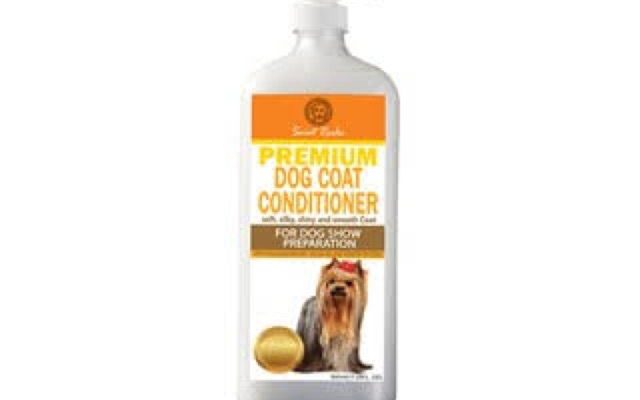 PREMIUM
DOG COAT
CONDITIONER
soft, silky, shiny and smooth Coat
FOR DOG SHOW
PREPARATION